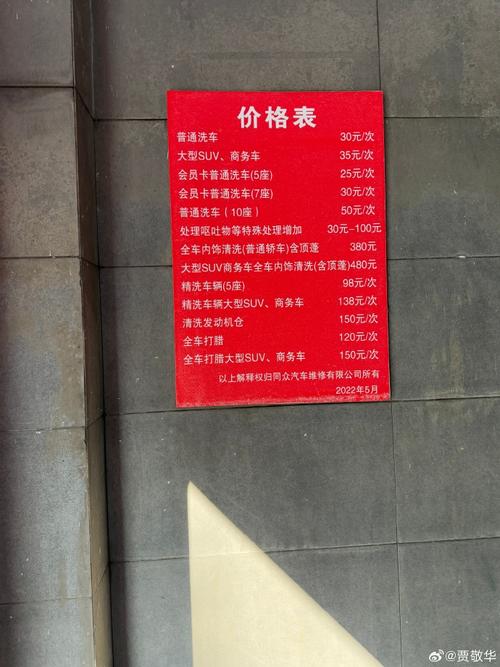 价格表
普通洗车 30元/次
大型SUV、商务车 35元/次
会员卡普通洗车(5座) 25元/次
会员卡普通洗车(7座) 30元/次
普通洗车（10座） 50元/次
处理呕吐物等特殊处理增加 30元-100元
全车内饰清洗(普通轿车)含顶蓬 380元
大型SUV商务车全车内饰清洗(含顶蓬)480元
精洗车辆(5座) 98元/次
精洗车辆大型SUV、商务车 138元/次
清洗发动机仓 150元/次
全车打腊 120元/次
全车打腊大型SUV、商务车 150元/次
以上解释权归同众汽车维修有限公司所有
2022年5月
@贾敬华